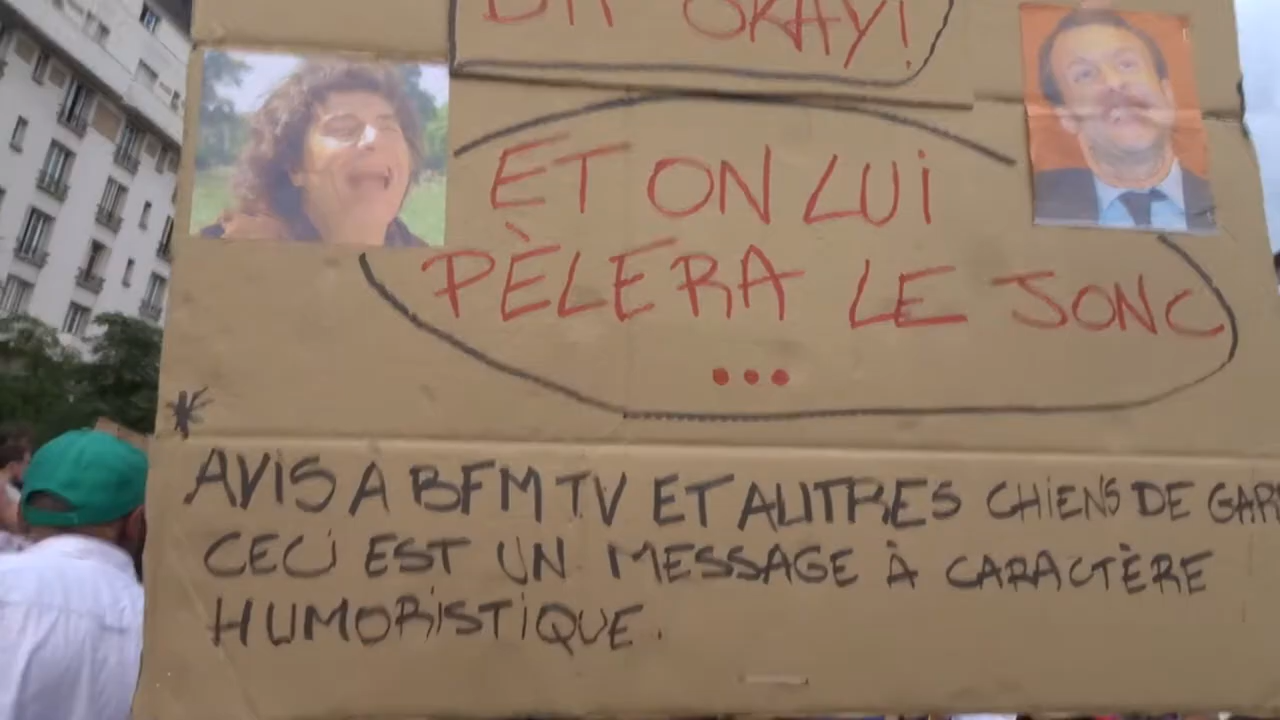 OKAY!
ET ON LUI
PÈLERA LE JONC
...
* AVIS A BFM TV ET AUTRES CHIENS DE
CECI EST UN MESSAGE À CARACTÈRE
HUMORISTIQUE.